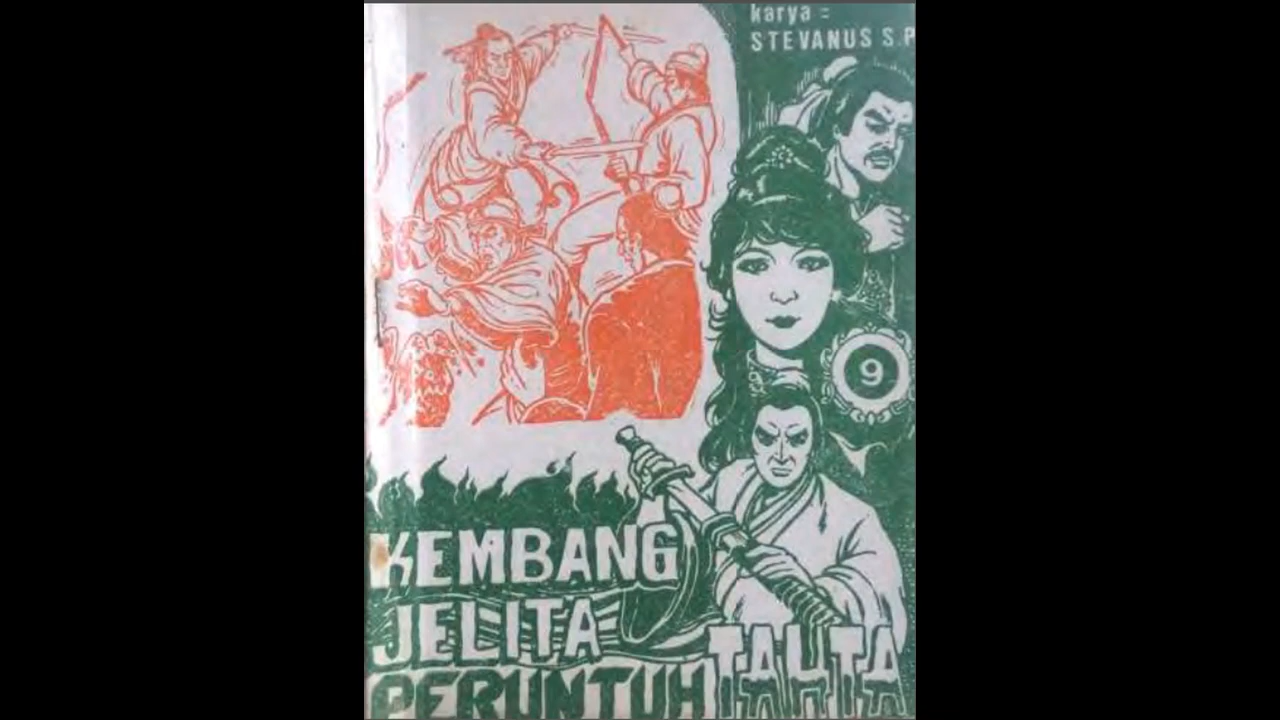 karya =
STEVANUS S.P
9
KEMBANG
JELITA
PERUNTUH TAHTA